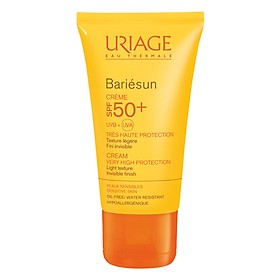 URIAGE
EAU THERMALE
Bariésun
CRÈME
SPF 50+
UVB + UVA
TRÈS HAUTE PROTECTION
Texture légère
Fini invisible
CREAM
VERY HIGH PROTECTION
Light texture
Invisible finish
PEAUX SENSIBLES
SENSITIVE SKIN
OIL-FREE/ WATER RESISTANT
HYPOALLERGÉNIQUE